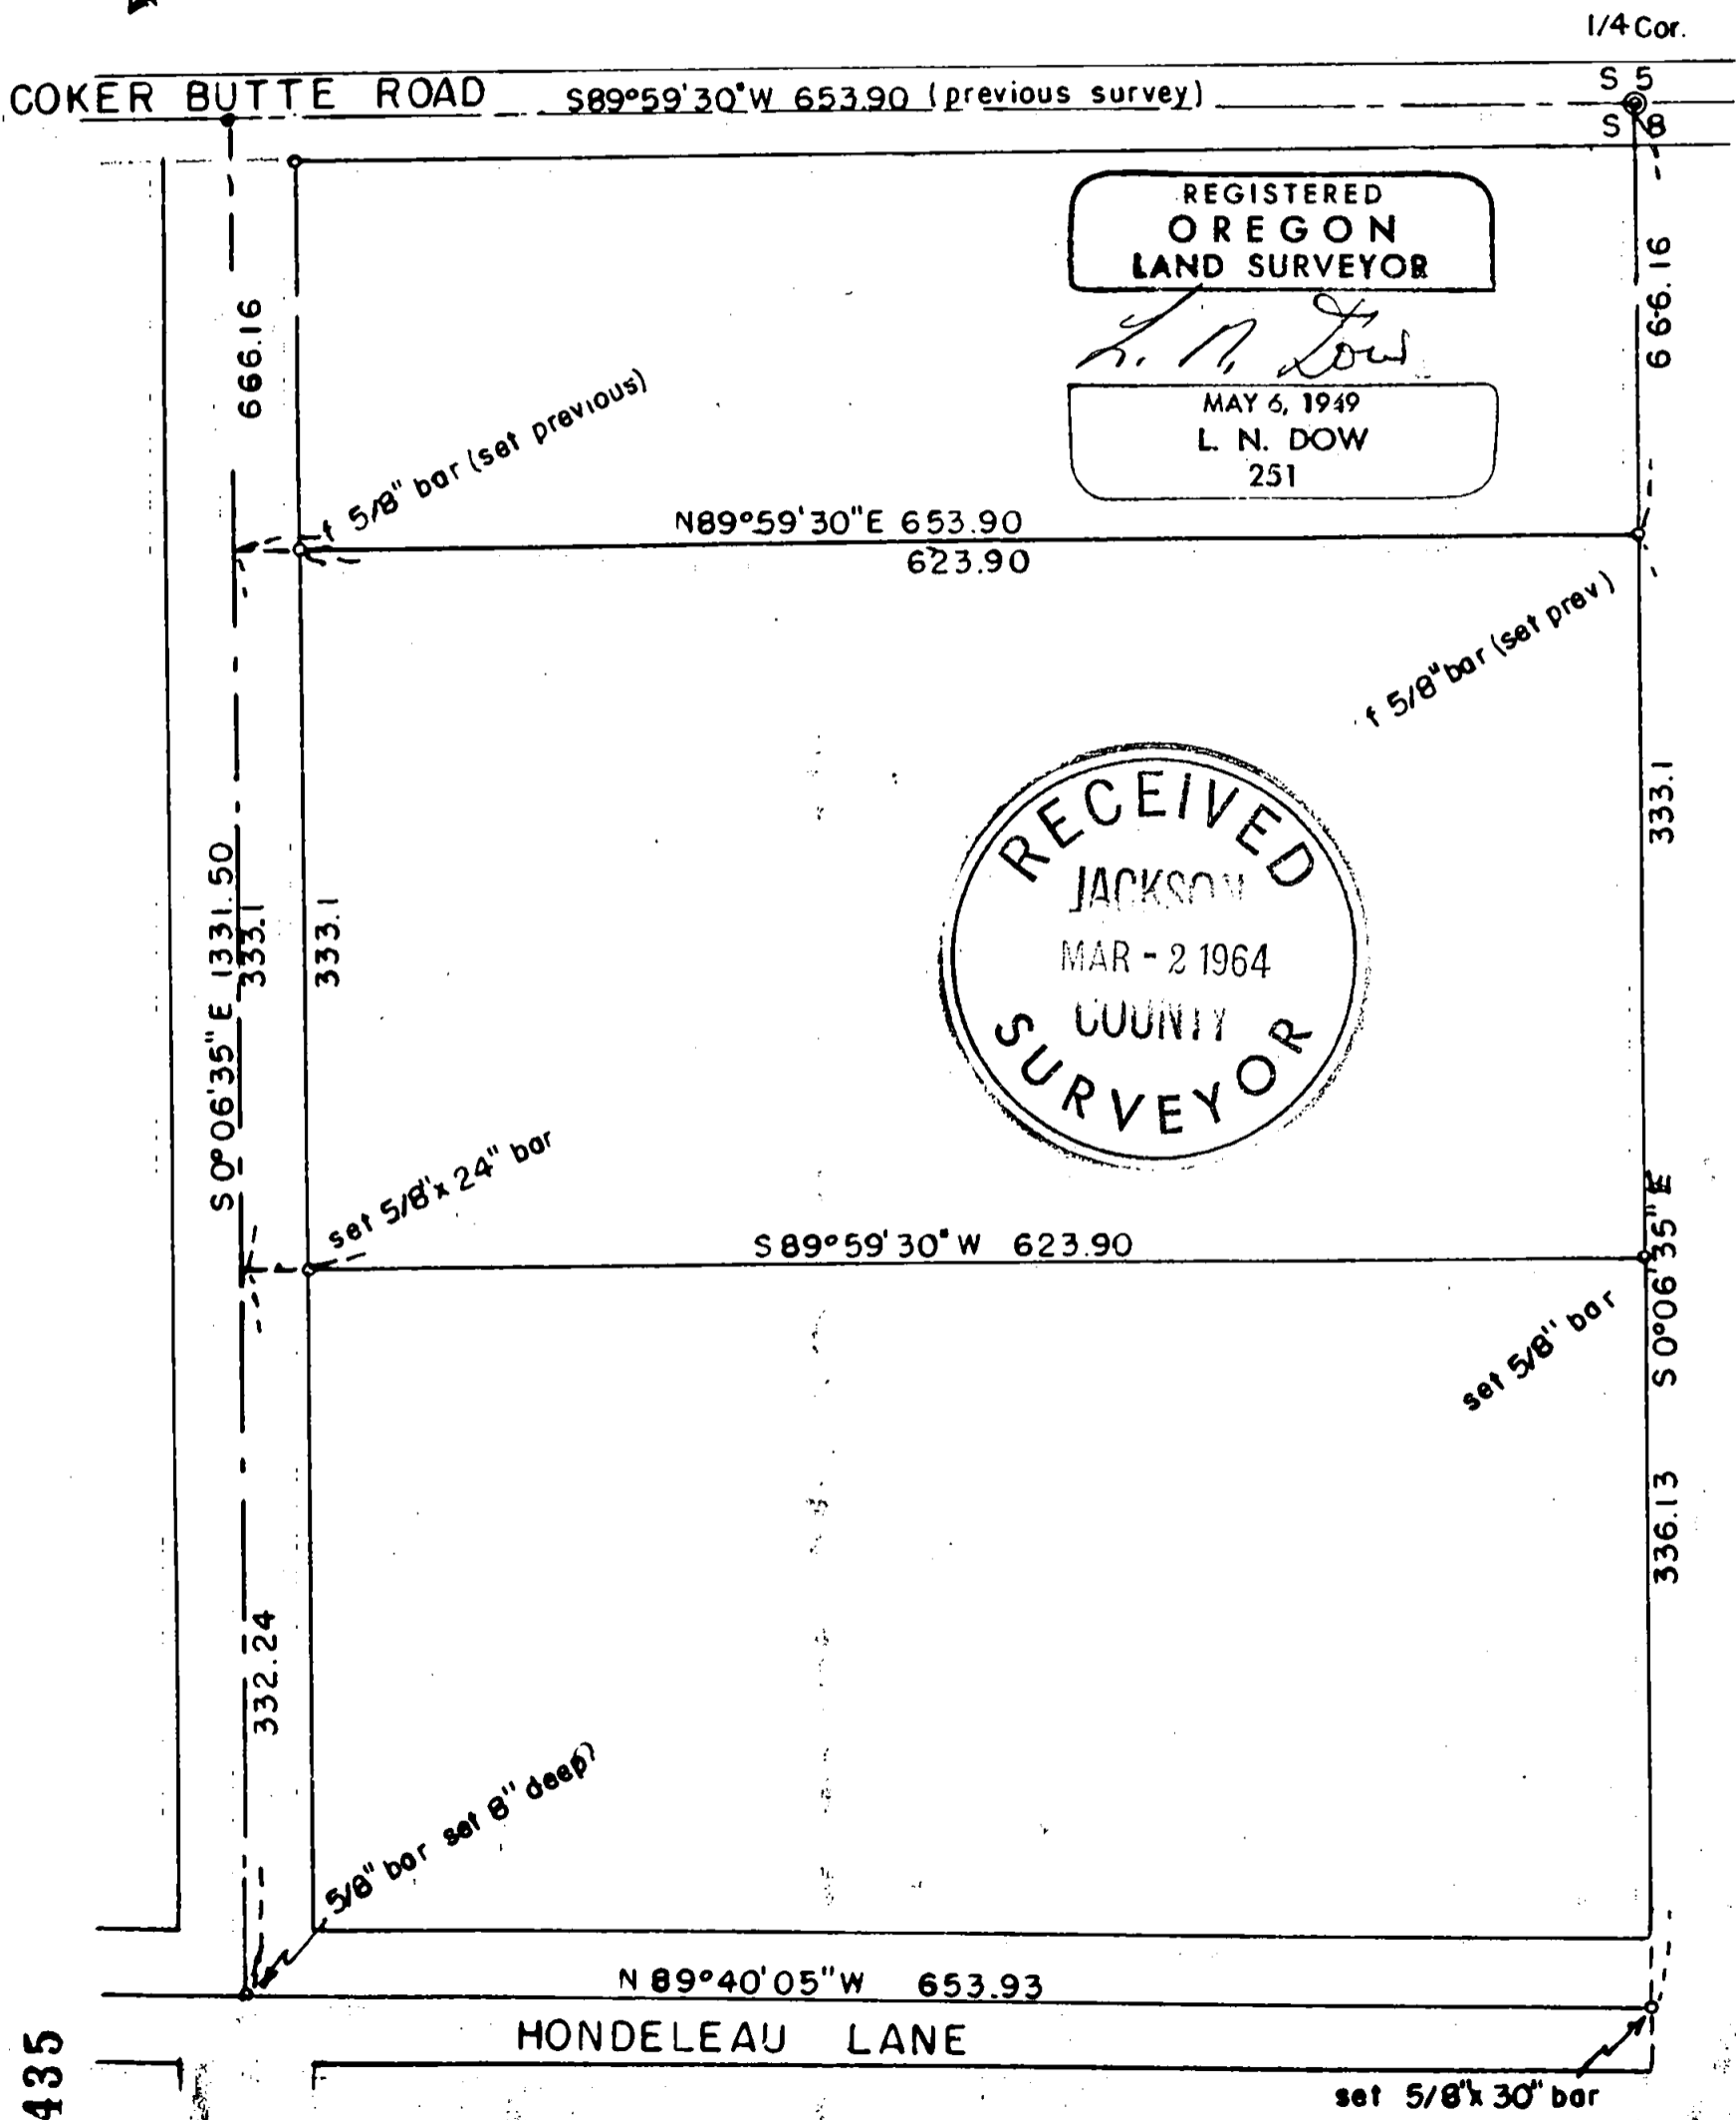 1/4 Cor.
COKER BUTTE ROAD
S89°59'30"W 653.90 (previous survey)
S 5
S 8
REGISTERED
OREGON
LAND SURVEYOR
L. N. Dow
MAY 6, 1949
L. N. DOW
251
666.16
666.16
f 5/8" bar (set previous)
N89°59'30"E 653.90
623.90
f 5/8" bar (set prev)
333.1
RECEIVED
JACKSON
MAR - 2 1964
COUNTY
SURVEYOR
S 0°06'35" E 1331.50
333.1
333.1
set 5/8"x 24" bar
S 89°59'30"W 623.90
S 0°06'35" E
set 5/8" bar
336.13
332.24
5/8" bar set 8" deep
N 89°40'05"W 653.93
HONDELEAU LANE
set 5/8"x 30" bar
435